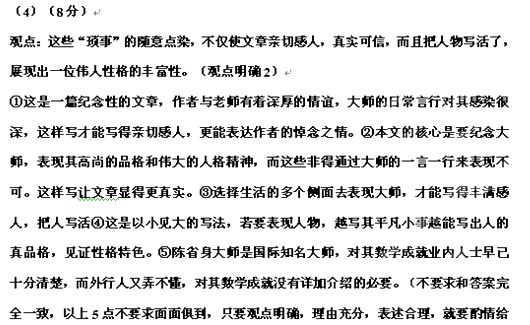 （4）（8分）
观点：这些“琐事”的随意点染，不仅使文章亲切感人，真实可信，而且把人物写活了，
展现出一位伟人性格的丰富性。（观点明确2）
①这是一篇纪念性的文章，作者与老师有着深厚的情谊，大师的日常言行对其感染很
深，这样写才能写得亲切感人，更能表达作者的悼念之情。②本文的核心是要纪念大
师，表现其高尚的品格和伟大的人格精神，而这些非得通过大师的一言一行来表现不
可。这样写让文章显得更真实。③选择生活的多个侧面去表现大师，才能写得丰满感
人，把人写活④这是以小见大的写法，若要表现人物，越写其平凡小事越能写出人的
真品格，见证性格特色。⑤陈省身大师是国际知名大师，对其数学成就业内人士早已
十分清楚，而外行人又弄不懂，对其数学成就没有详加介绍的必要。（不要求和答案完
全一致，以上5点不要求面面俱到，只要观点明确，理由充分，表述合理，就要酌情给